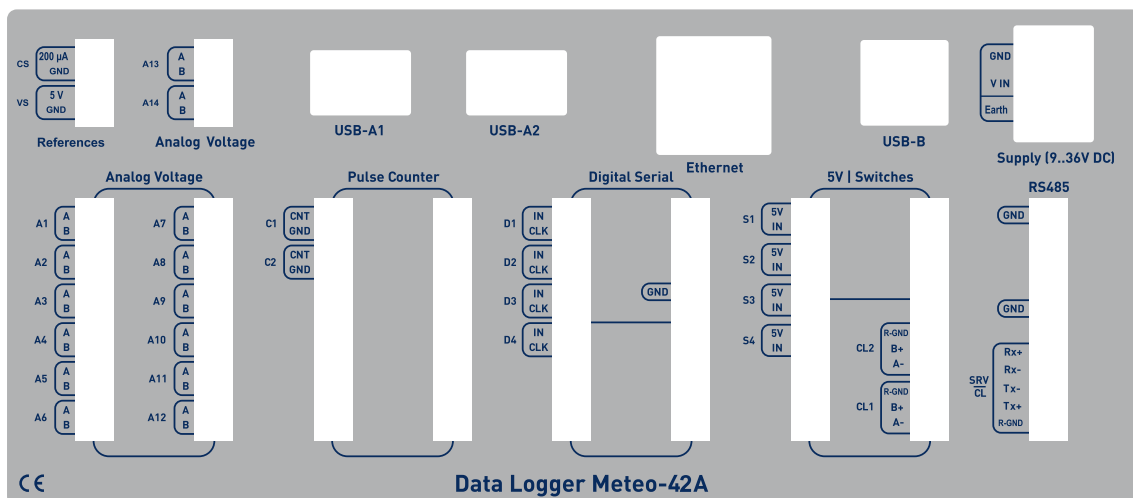 CS
200 µA
GND
VS
5 V
GND
References
A13
A
B
A14
A
B
Analog Voltage
USB-A1
USB-A2
Ethernet
USB-B
GND
V IN
Earth
Supply (9..36V DC)
Analog Voltage
A1
A
B
A2
A
B
A3
A
B
A4
A
B
A5
A
B
A6
A
B
A7
A
B
A8
A
B
A9
A
B
A10
A
B
A11
A
B
A12
A
B
Pulse Counter
C1
CNT
GND
C2
CNT
GND
Digital Serial
D1
IN
CLK
D2
IN
CLK
D3
IN
CLK
D4
IN
CLK
GND
5V | Switches
S1
5V
IN
S2
5V
IN
S3
5V
IN
S4
5V
IN
CL2
R-GND
B+
A-
CL1
R-GND
B+
A-
RS485
GND
GND
SRV
CL
Rx+
Rx-
Tx-
Tx+
R-GND
CE
Data Logger Meteo-42A